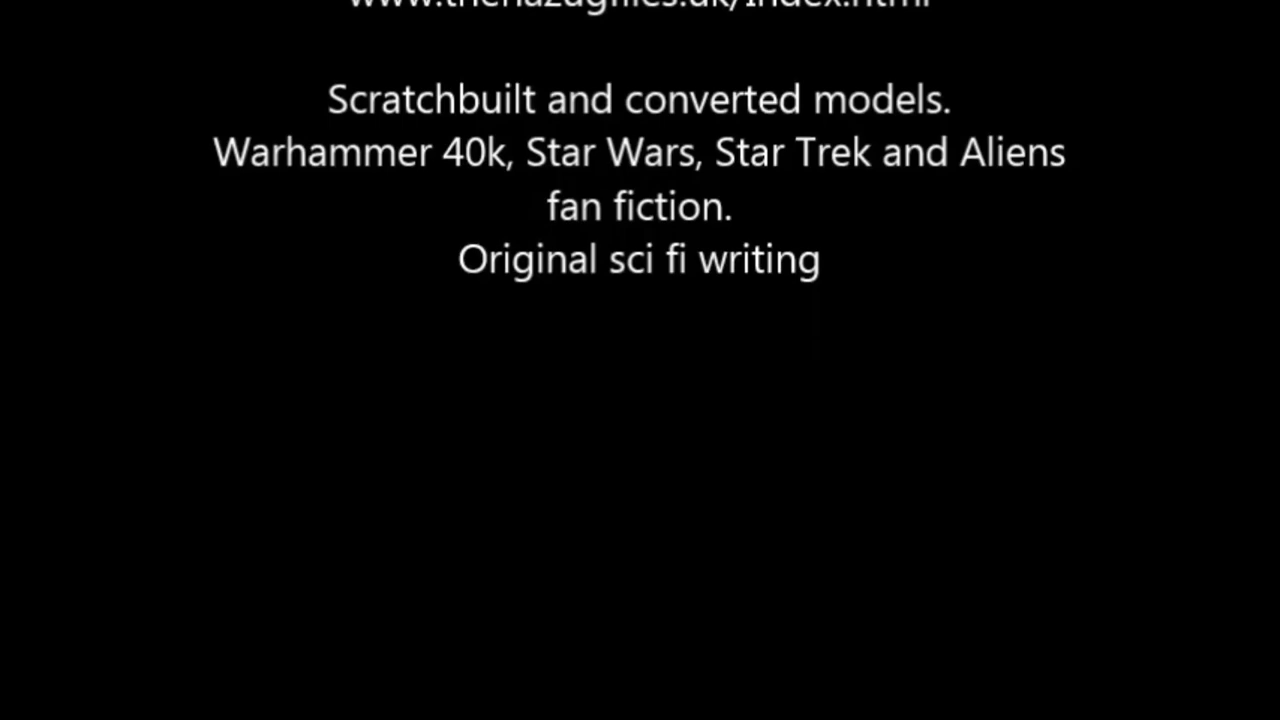 Scratchbuilt and converted models.
Warhammer 40k, Star Wars, Star Trek and Aliens
fan fiction.
Original sci fi writing